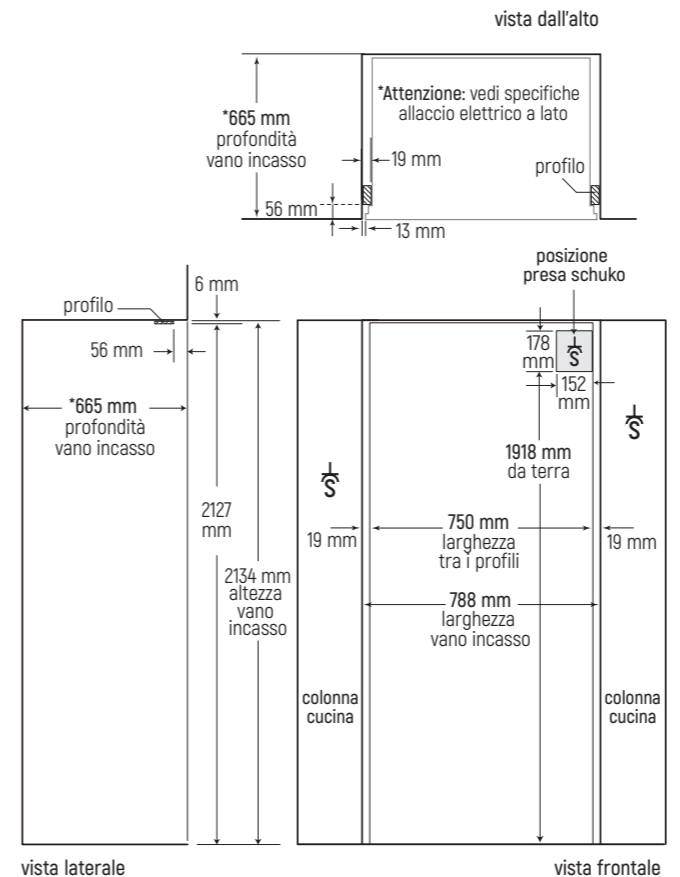 vista dall'alto
*665 mm
profondità
vano incasso
*Attenzione: vedi specifiche
allaccio elettrico a lato
19 mm
profilo
56 mm
13 mm
6 mm
profilo
56 mm
*665 mm
profondità
vano incasso
2127
mm
2134 mm
altezza
vano
incasso
vista laterale
posizione
presa schuko
178
mm
S
152
mm
S
S
1918 mm
da terra
19 mm
750 mm
larghezza
tra i profili
19 mm
788 mm
larghezza
vano incasso
colonna
cucina
colonna
cucina
vista frontale